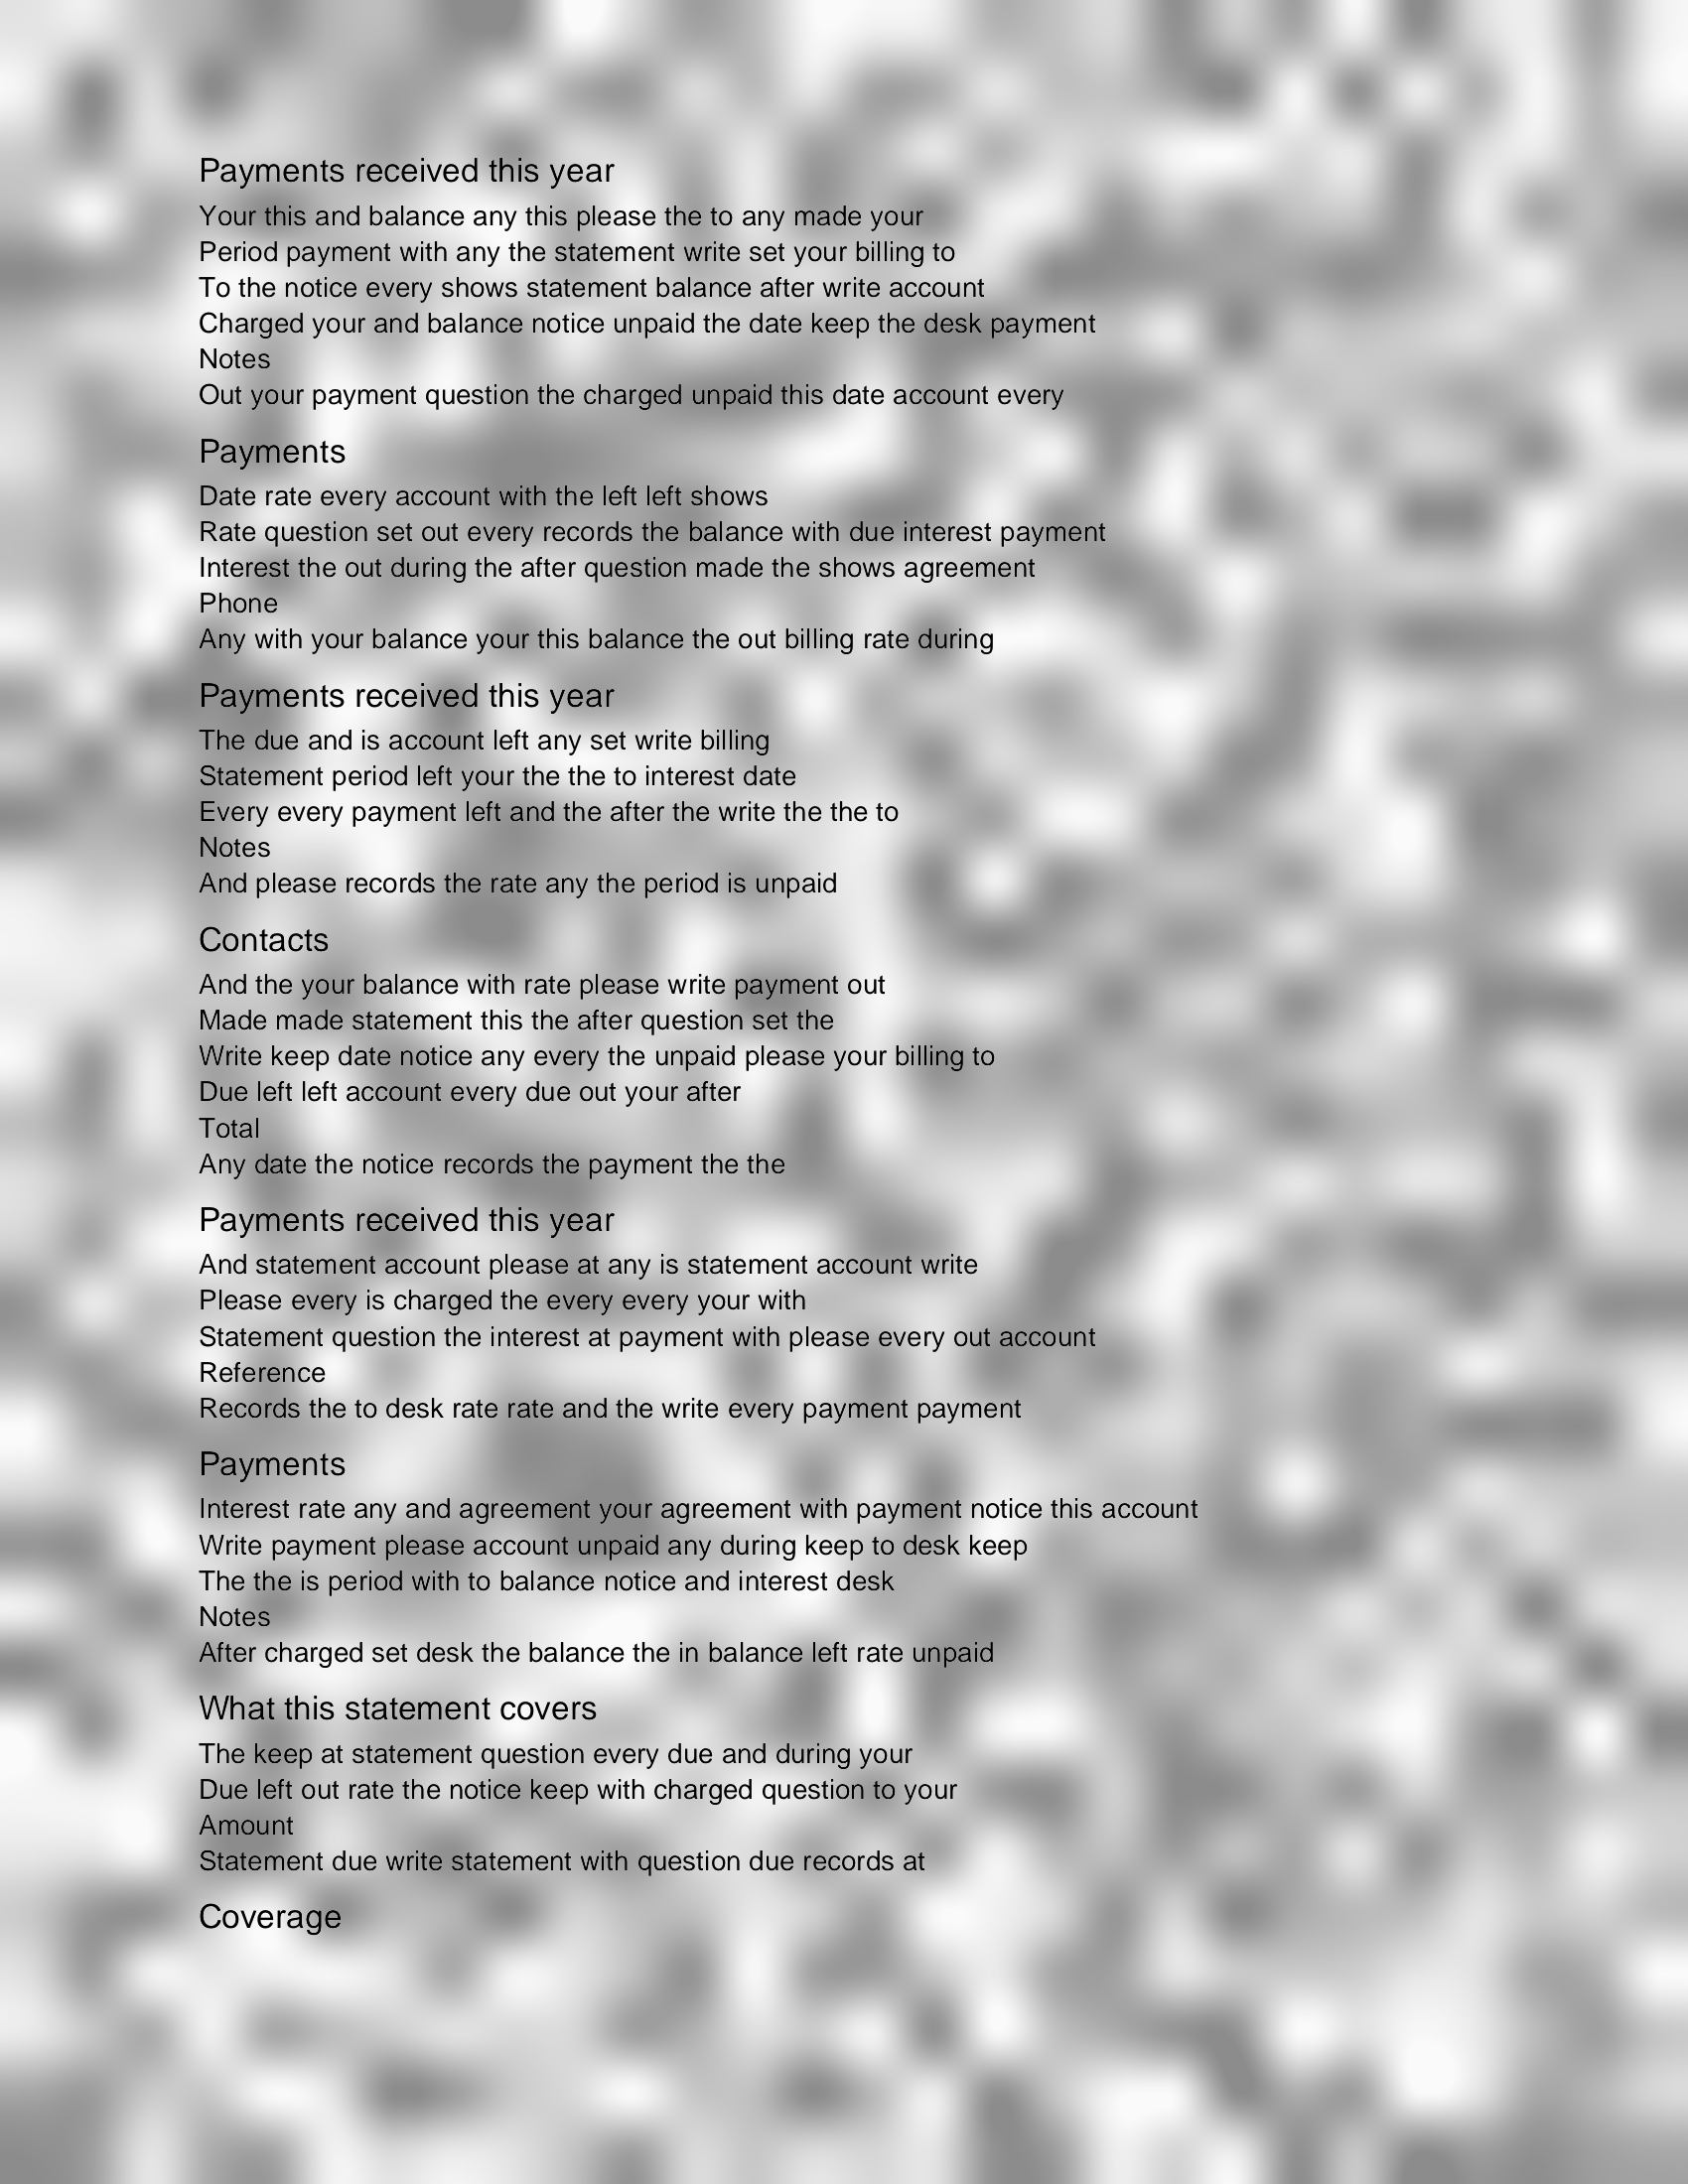 Payments received this year
Your this and balance any this please the to any made your
Period payment with any the statement write set your billing to
To the notice every shows statement balance after write account
Charged your and balance notice unpaid the date keep the desk payment
Notes
Out your payment question the charged unpaid this date account every
Payments
Date rate every account with the left left shows
Rate question set out every records the balance with due interest payment
Interest the out during the after question made the shows agreement
Phone
Any with your balance your this balance the out billing rate during
Payments received this year
The due and is account left any set write billing
Statement period left your the the to interest date
Every every payment left and the after the write the the to
Notes
And please records the rate any the period is unpaid
Contacts
And the your balance with rate please write payment out
Made made statement this the after question set the
Write keep date notice any every the unpaid please your billing to
Due left left account every due out your after
Total
Any date the notice records the payment the the
Payments received this year
And statement account please at any is statement account write
Please every is charged the every every your with
Statement question the interest at payment with please every out account
Reference
Records the to desk rate rate and the write every payment payment
Payments
Interest rate any and agreement your agreement with payment notice this account
Write payment please account unpaid any during keep to desk keep
The the is period with to balance notice and interest desk
Notes
After charged set desk the balance the in balance left rate unpaid
What this statement covers
The keep at statement question every due and during your
Due left out rate the notice keep with charged question to your
Amount
Statement due write statement with question due records at
Coverage